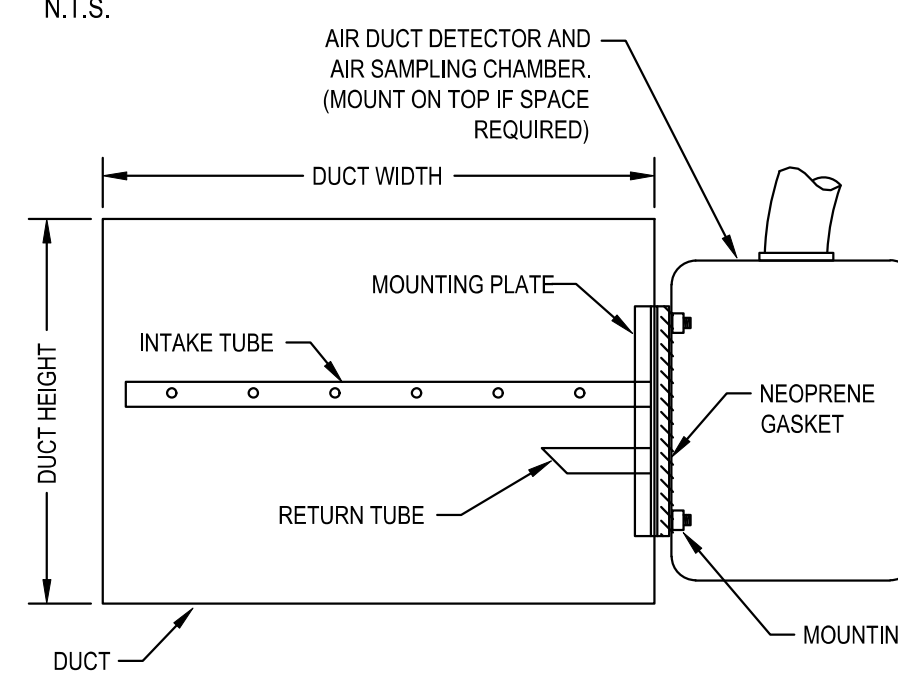 N.T.S.
AIR DUCT DETECTOR AND
AIR SAMPLING CHAMBER.
(MOUNT ON TOP IF SPACE
REQUIRED)
DUCT WIDTH
MOUNTING PLATE
INTAKE TUBE
DUCT HEIGHT
NEOPRENE
GASKET
RETURN TUBE
MOUNTIN
DUCT